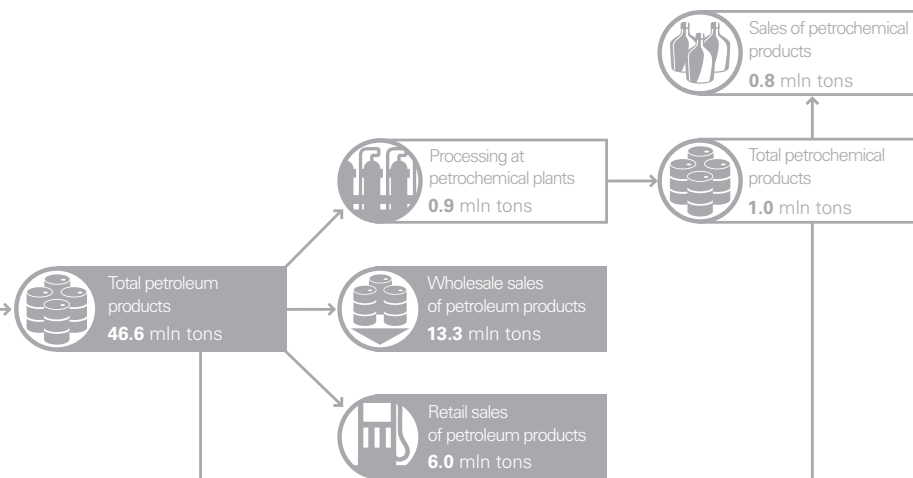 Sales of petrochemical
products
0.8 mln tons
Processing at
petrochemical plants
0.9 mln tons
Total petrochemical
products
1.0 mln tons
Total petroleum
products
46.6 mln tons
Wholesale sales
of petroleum products
13.3 mln tons
Retail sales
of petroleum products
6.0 mln tons